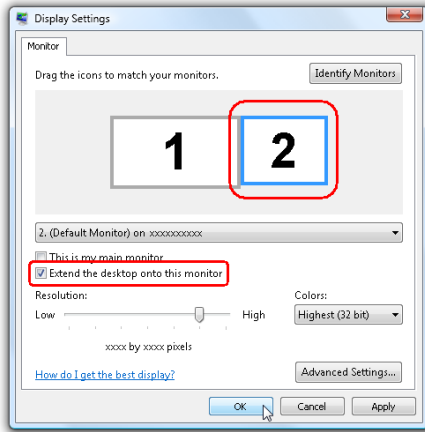 Display Settings
Monitor
Drag the icons to match your monitors.
Identify Monitors
1
2
2. (Default Monitor) on xxxxxxxxxx
This is my main monitor
Extend the desktop onto this monitor
Resolution:
Colors:
Low
High
Highest (32 bit)
xxxx by xxxx pixels
How do I get the best display?
Advanced Settings...
OK
Cancel
Apply